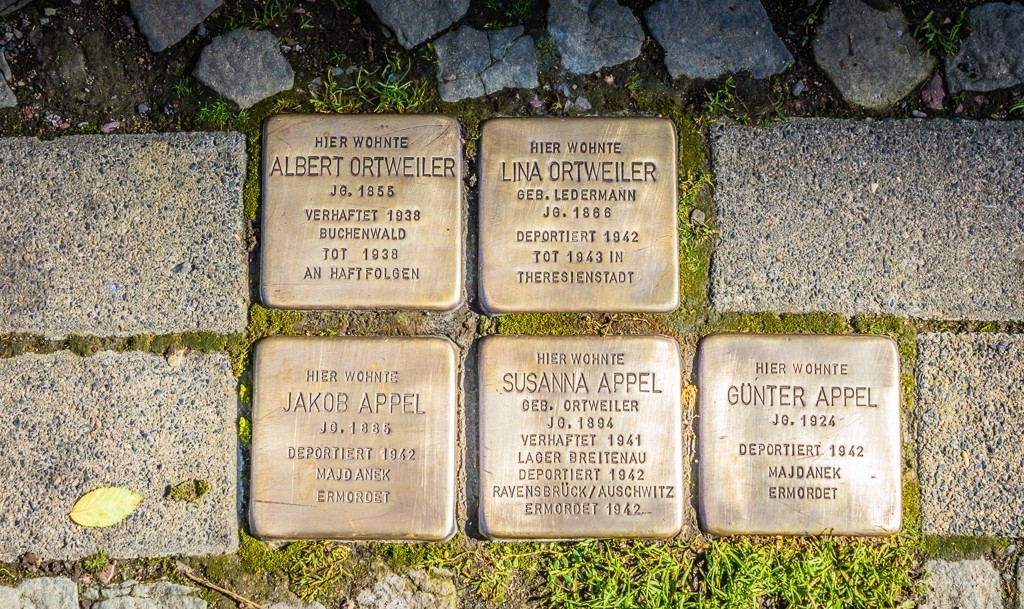 HIER WOHNTE
ALBERT ORTWEILER
JG. 1855
VERHAFTET 1938
BUCHENWALD
TOT 1938
AN HAFTFOLGEN
HIER WOHNTE
LINA ORTWEILER
GEB. LEDERMANN
JG. 1866
DEPORTIERT 1942
TOT 1943 IN
THERESIENSTADT
HIER WOHNTE
JAKOB APPEL
JG. 1885
DEPORTIERT 1942
MAJDANEK
ERMORDET
HIER WOHNTE
SUSANNA APPEL
GEB. ORTWEILER
JG. 1894
VERHAFTET 1941
LAGER BREITENAU
DEPORTIERT 1942
RAVENSBRÜCK/AUSCHWITZ
ERMORDET 1942
HIER WOHNTE
GÜNTER APPEL
JG. 1924
DEPORTIERT 1942
MAJDANEK
ERMORDET